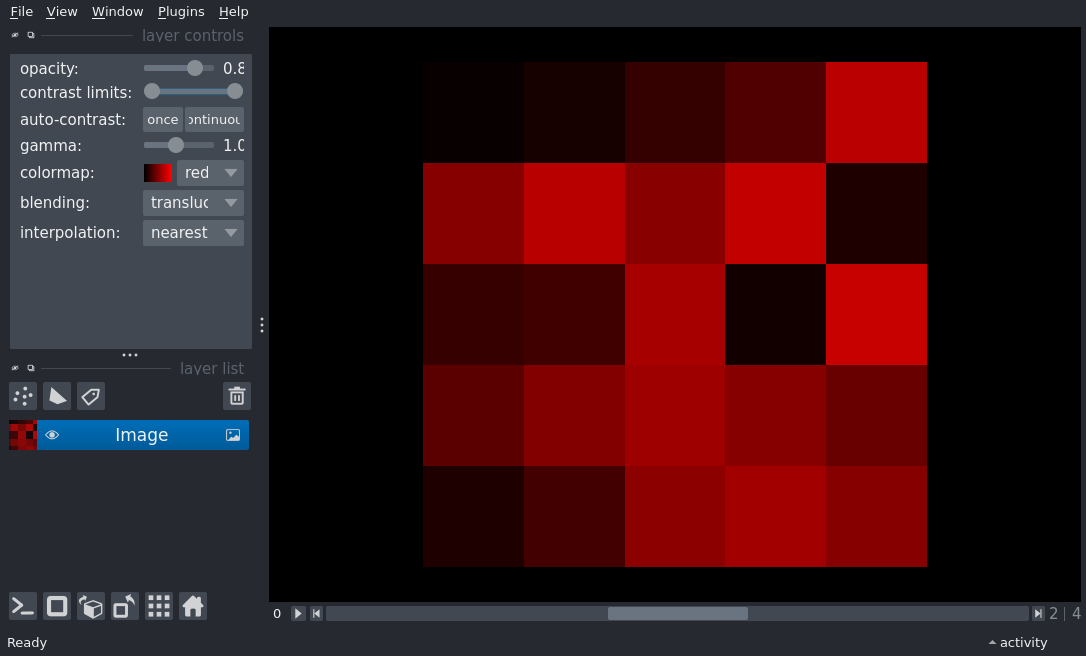 File View Window Plugins Help
layer controls
opacity: 0.8
contrast limits:
auto-contrast: once ontinuou
gamma: 1.0
colormap: red
blending: transluc
interpolation: nearest
layer list
Image
0 2 | 4
Ready activity